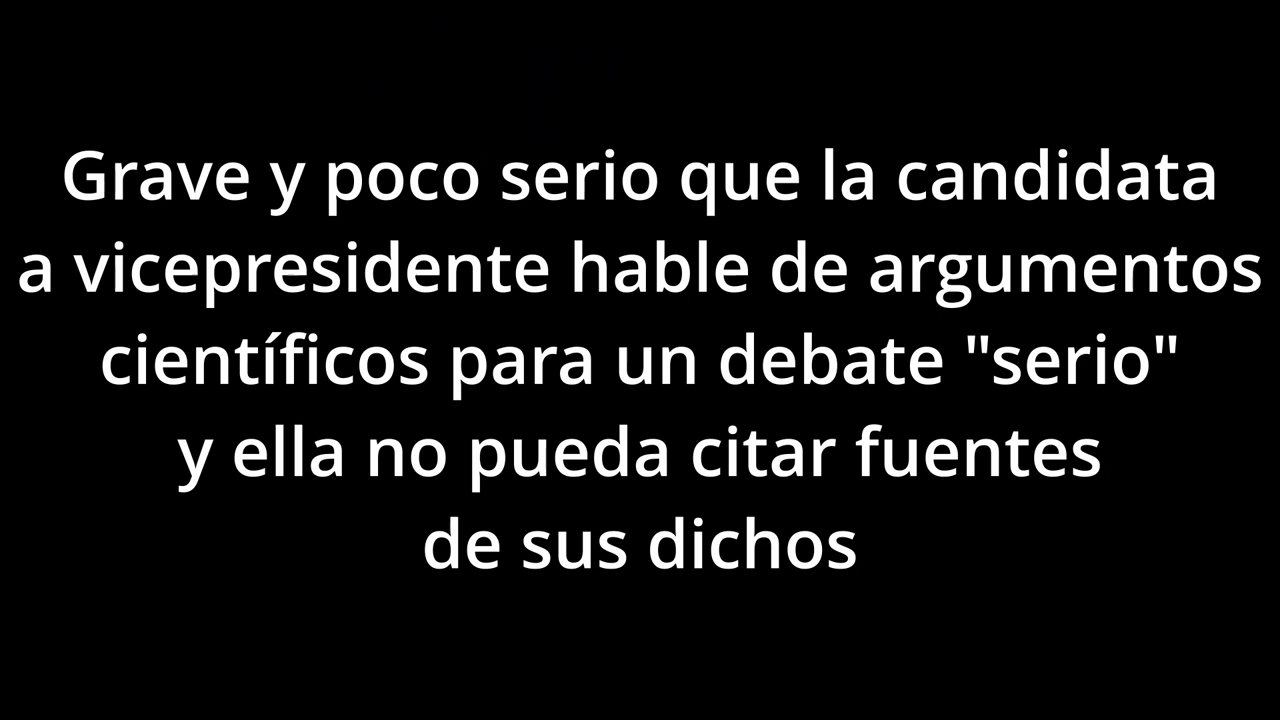 Grave y poco serio que la candidata
a vicepresidente hable de argumentos
científicos para un debate "serio"
y ella no pueda citar fuentes
de sus dichos